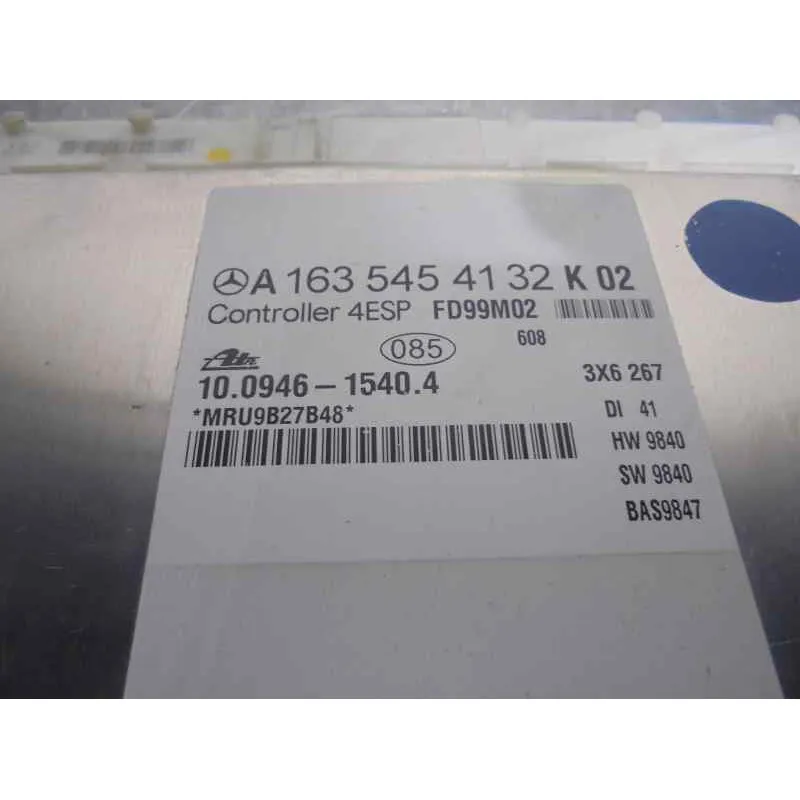 A 163 545 41 32 K 02
Controller 4ESP FD99M02
608
085
Ate
10.0946-1540.4
3X6 267
*MRU9B27B48*
DI 41
HW 9840
SW 9840
BAS9847